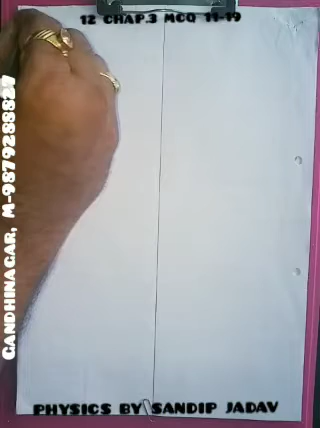 12 CHAP.3 MCQ 11-19
GANDHINAGAR, M-9879288827
PHYSICS BY SANDIP JADAV